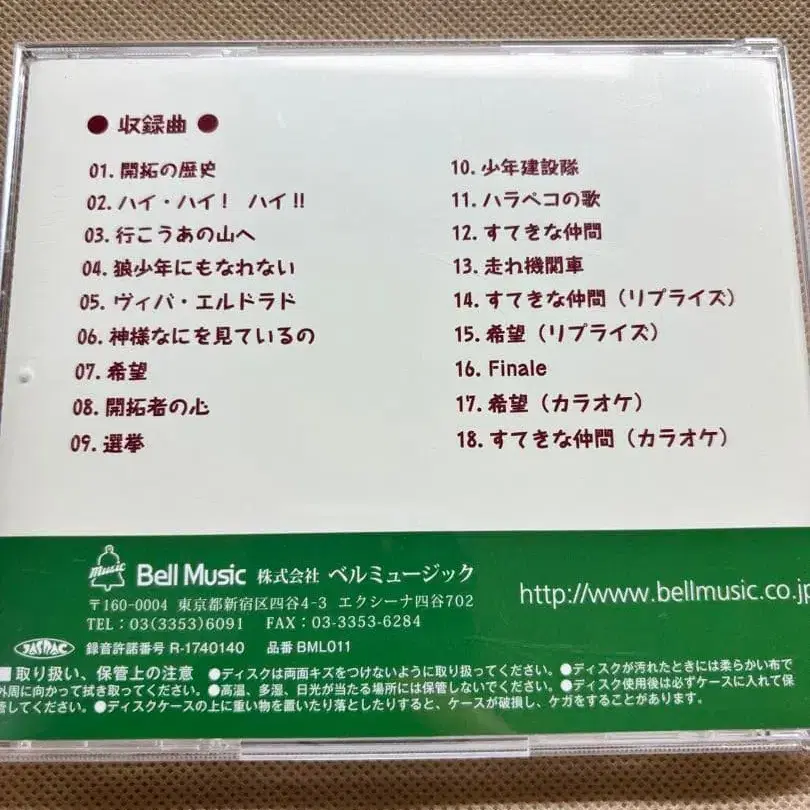 ● 収録曲 ●
01. 開拓の歴史
02. ハイ・ハイ! ハイ!!
03. 行こうあの山へ
04. 狼少年にもなれない
05. ヴィバ・エルドラド
06. 神様なにを見ているの
07. 希望
08. 開拓者の心
09. 選挙
10. 少年建設隊
11. ハラペコの歌
12. すてきな仲間
13. 走れ機関車
14. すてきな仲間(リプライズ)
15. 希望(リプライズ)
16. Finale
17. 希望(カラオケ)
18. すてきな仲間(カラオケ)
music Bell Music 株式会社 ベルミュージック
〒160-0004 東京都新宿区四谷4-3 エクシーナ四谷702
TEL : 03(3353)6091 FAX : 03-3353-6284
http://www.bellmusic.co.jp
JASRAC 録音許諾番号 R-1740140 品番 BML011
■ 取り扱い、保管上の注意 ●ディスクは両面キズをつけないように取り扱ってください。●ディスクが汚れたときには柔らかい布で
外周に向かって拭き取ってください。●高温、多湿、日光が当たる場所には保管しないでください。●ディスク使用後は必ずケースに入れて保
管してください。●ディスクケースの上に重い物を置いたり落としたりすると、ケースが破損し、ケガをすることがあります。